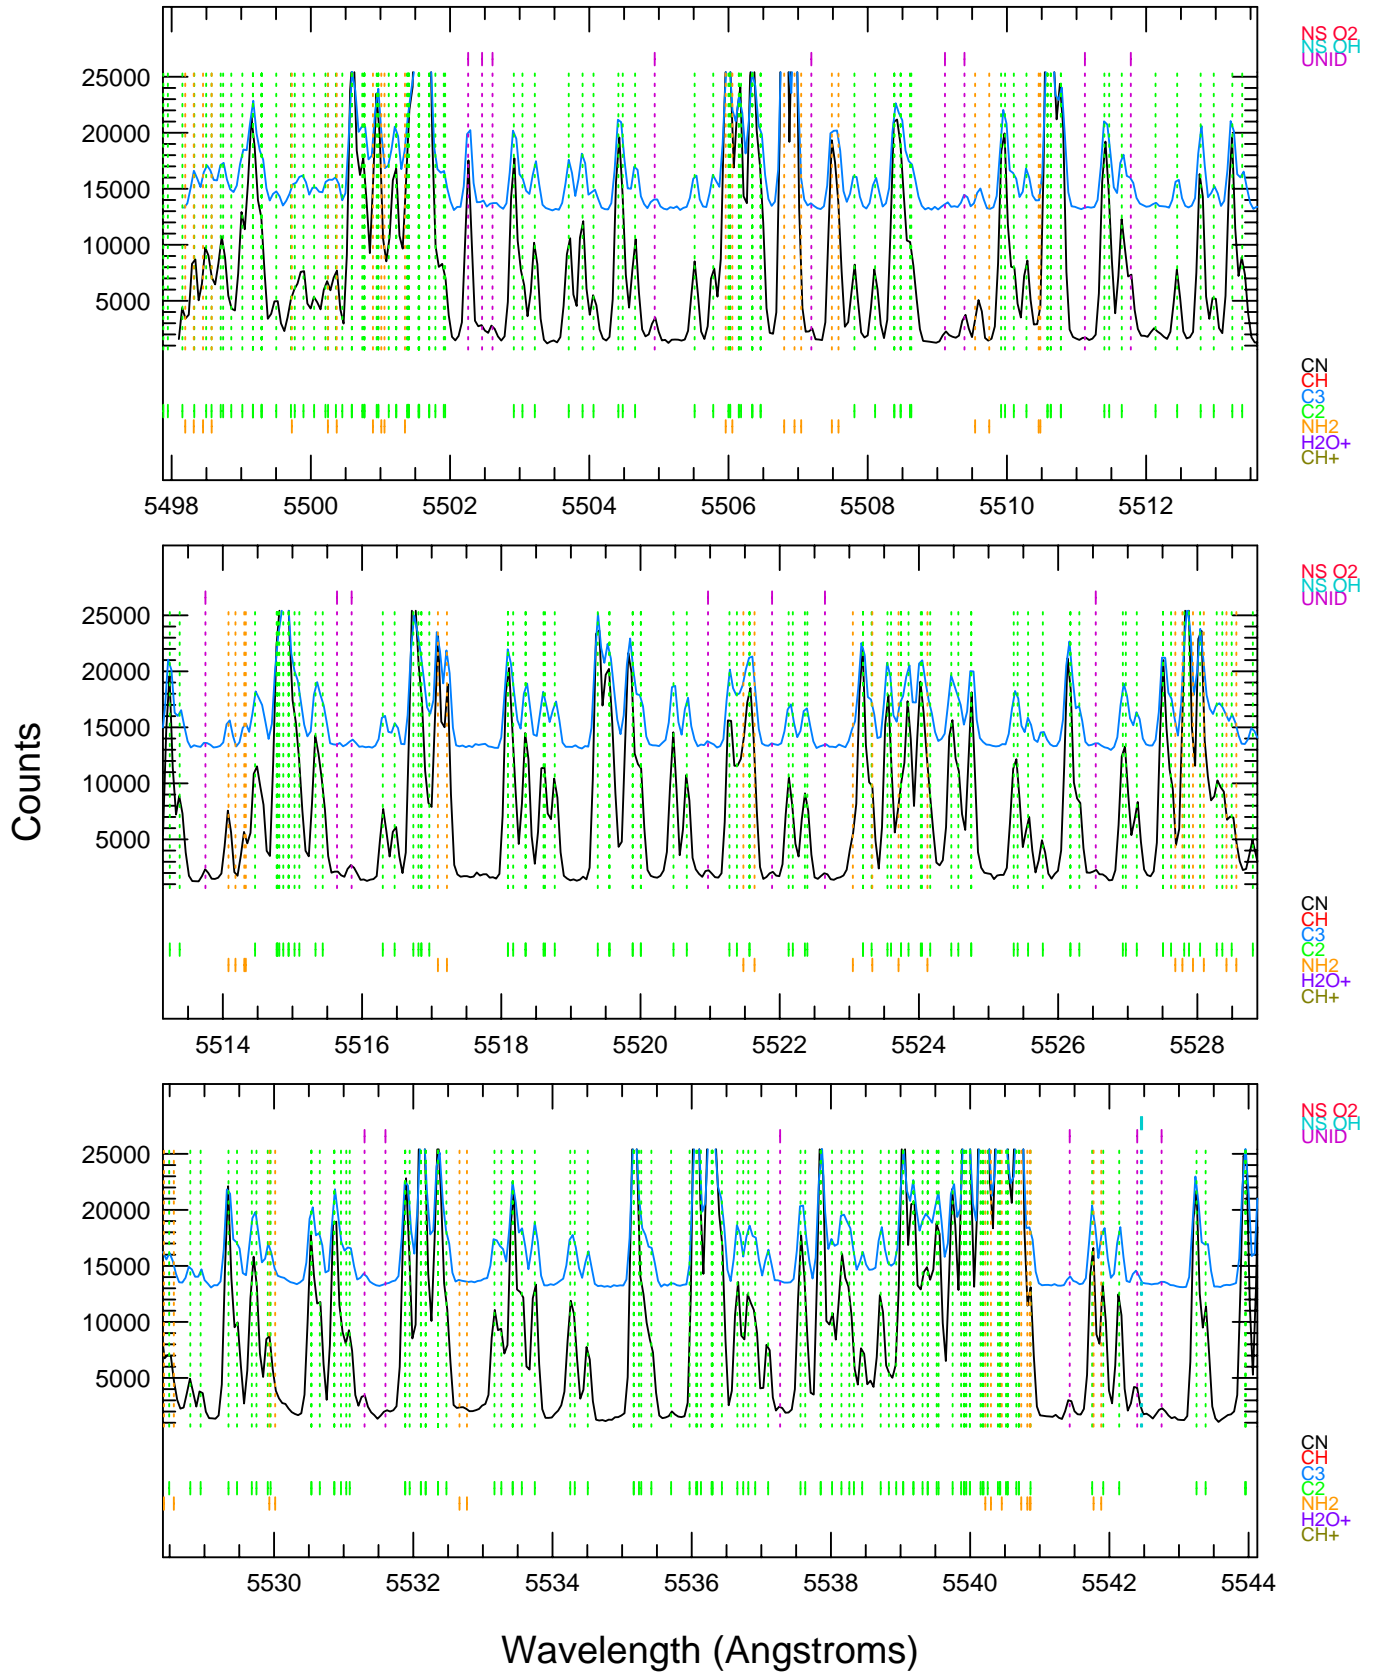 NS O2
NS OH
UNID
25000
20000
15000
10000
5000
CN
CH
C3
C2
NH2
H2O+
CH+
5498 5500 5502 5504 5506 5508 5510 5512
NS O2
NS OH
UNID
25000
20000
15000
10000
5000
Counts
CN
CH
C3
C2
NH2
H2O+
CH+
5514 5516 5518 5520 5522 5524 5526 5528
NS O2
NS OH
UNID
25000
20000
15000
10000
5000
CN
CH
C3
C2
NH2
H2O+
CH+
5530 5532 5534 5536 5538 5540 5542 5544
Wavelength (Angstroms)